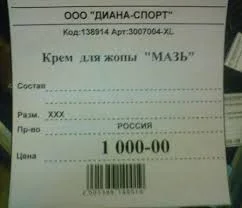 ООО "ДИАНА-СПОРТ"
Код:138914 Арт:3007004-XL
Крем для жопы "МАЗЬ"
Состав
Разм. XXX
Пр-во РОССИЯ
Цена 1 000-00